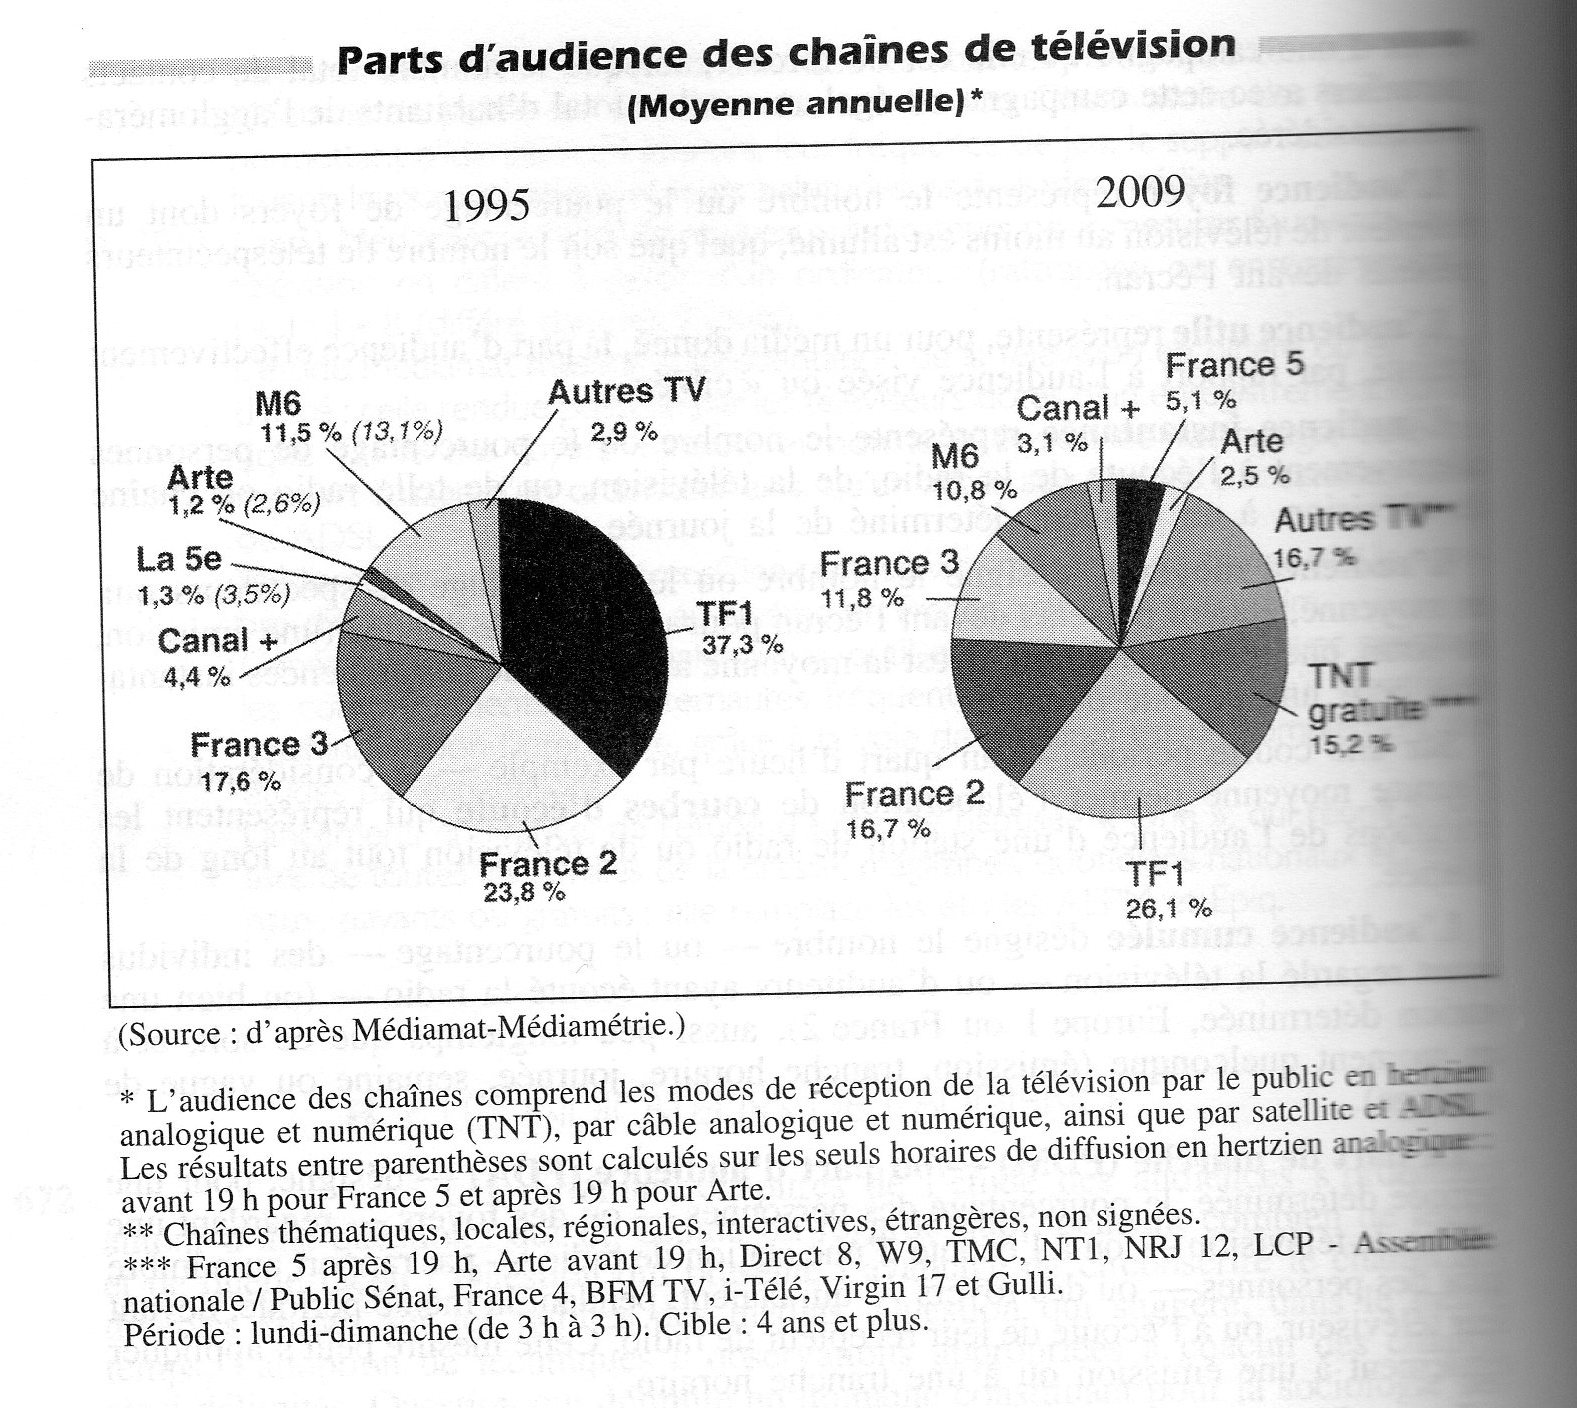 Parts d'audience des chaînes de télévision
(Moyenne annuelle)*
1995
M6
11,5 % (13,1%)
Autres TV
2,9 %
Arte
1,2 % (2,6%)
La 5e
1,3 % (3,5%)
Canal +
4,4 %
France 3
17,6 %
France 2
23,8 %
TF1
37,3 %
2009
France 5
5,1 %
Canal +
3,1 %
Arte
2,5 %
M6
10,8 %
Autres TV
16,7 %
France 3
11,8 %
TNT
gratuite
15,2 %
France 2
16,7 %
TF1
26,1 %
(Source : d'après Médiamat-Médiamétrie.)
* L'audience des chaînes comprend les modes de réception de la télévision par le public en hertzien
analogique et numérique (TNT), par câble analogique et numérique, ainsi que par satellite et ADSL.
Les résultats entre parenthèses sont calculés sur les seuls horaires de diffusion en hertzien analogique :
avant 19 h pour France 5 et après 19 h pour Arte.
** Chaînes thématiques, locales, régionales, interactives, étrangères, non signées.
*** France 5 après 19 h, Arte avant 19 h, Direct 8, W9, TMC, NT1, NRJ 12, LCP - Assemblée
nationale / Public Sénat, France 4, BFM TV, i-Télé, Virgin 17 et Gulli.
Période : lundi-dimanche (de 3 h à 3 h). Cible : 4 ans et plus.